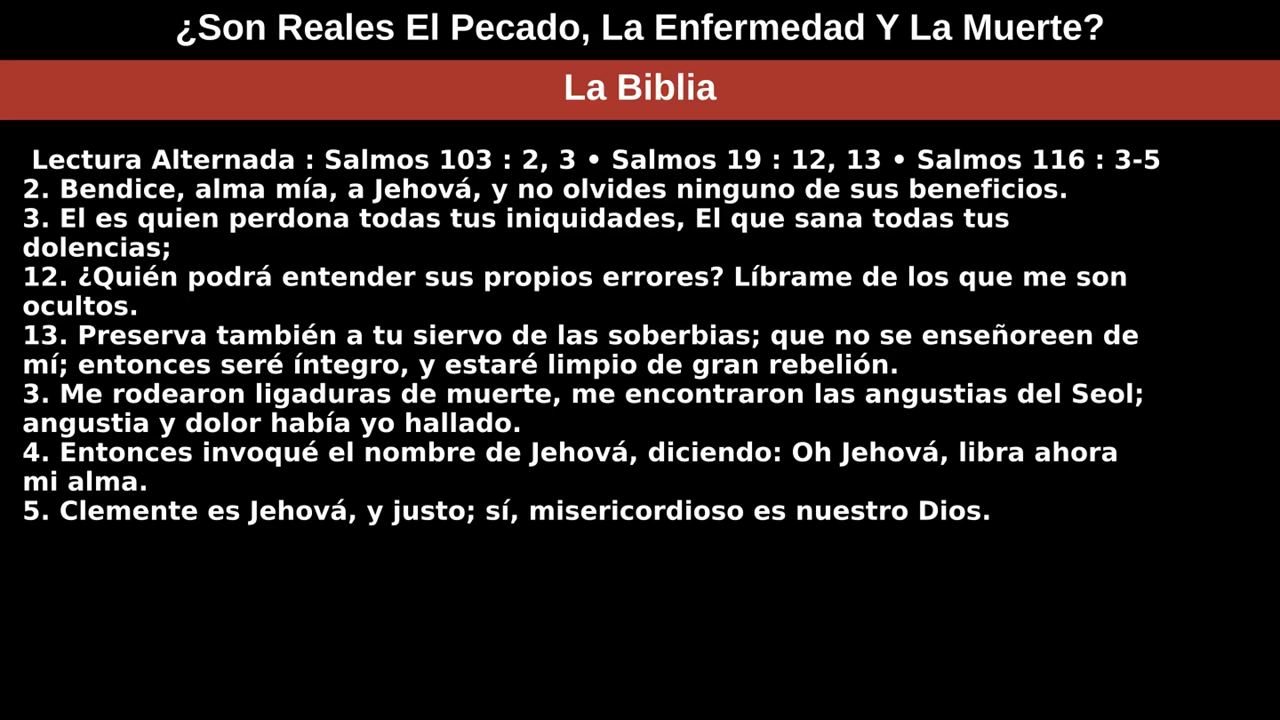 ¿Son Reales El Pecado, La Enfermedad Y La Muerte?
La Biblia
Lectura Alternada : Salmos 103 : 2, 3 • Salmos 19 : 12, 13 • Salmos 116 : 3-5
2. Bendice, alma mía, a Jehová, y no olvides ninguno de sus beneficios.
3. El es quien perdona todas tus iniquidades, El que sana todas tus
dolencias;
12. ¿Quién podrá entender sus propios errores? Líbrame de los que me son
ocultos.
13. Preserva también a tu siervo de las soberbias; que no se enseñoreen de
mí; entonces seré íntegro, y estaré limpio de gran rebelión.
3. Me rodearon ligaduras de muerte, me encontraron las angustias del Seol;
angustia y dolor había yo hallado.
4. Entonces invoqué el nombre de Jehová, diciendo: Oh Jehová, libra ahora
mi alma.
5. Clemente es Jehová, y justo; sí, misericordioso es nuestro Dios.